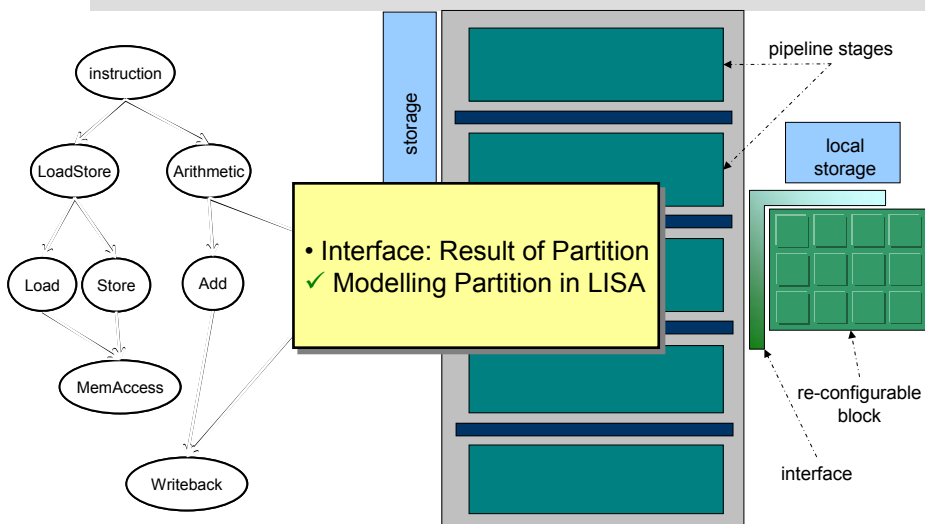 pipeline stages
instruction
storage
local
storage
LoadStore
Arithmetic
• Interface: Result of Partition
✓ Modelling Partition in LISA
Load
Store
Add
MemAccess
re-configurable
block
interface
Writeback